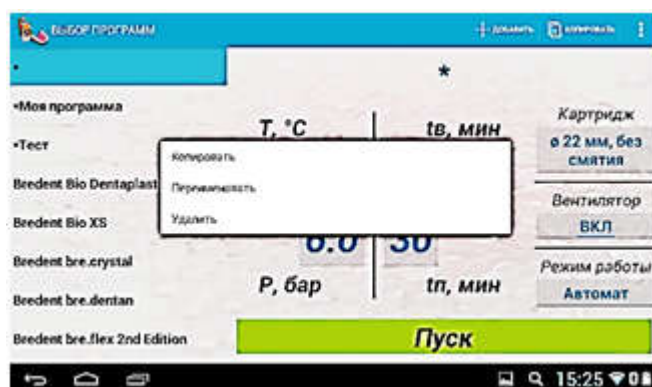 ВЫБОР ПРОГРАММ
ДОБАВИТЬ
КОПИРОВАТЬ
•
*
•Моя программа
•Тест
Bredent Bio Dentaplast
Bredent Bio XS
Bredent bre.crystal
Bredent bre.dentan
Bredent bre.flex 2nd Edition
T, °C
tв, мин
Копировать
Переименовать
Удалить
6.0
30
P, бар
tп, мин
Картридж
ø 22 мм, без
смятия
Вентилятор
ВКЛ
Режим работы
Автомат
Пуск
15:25